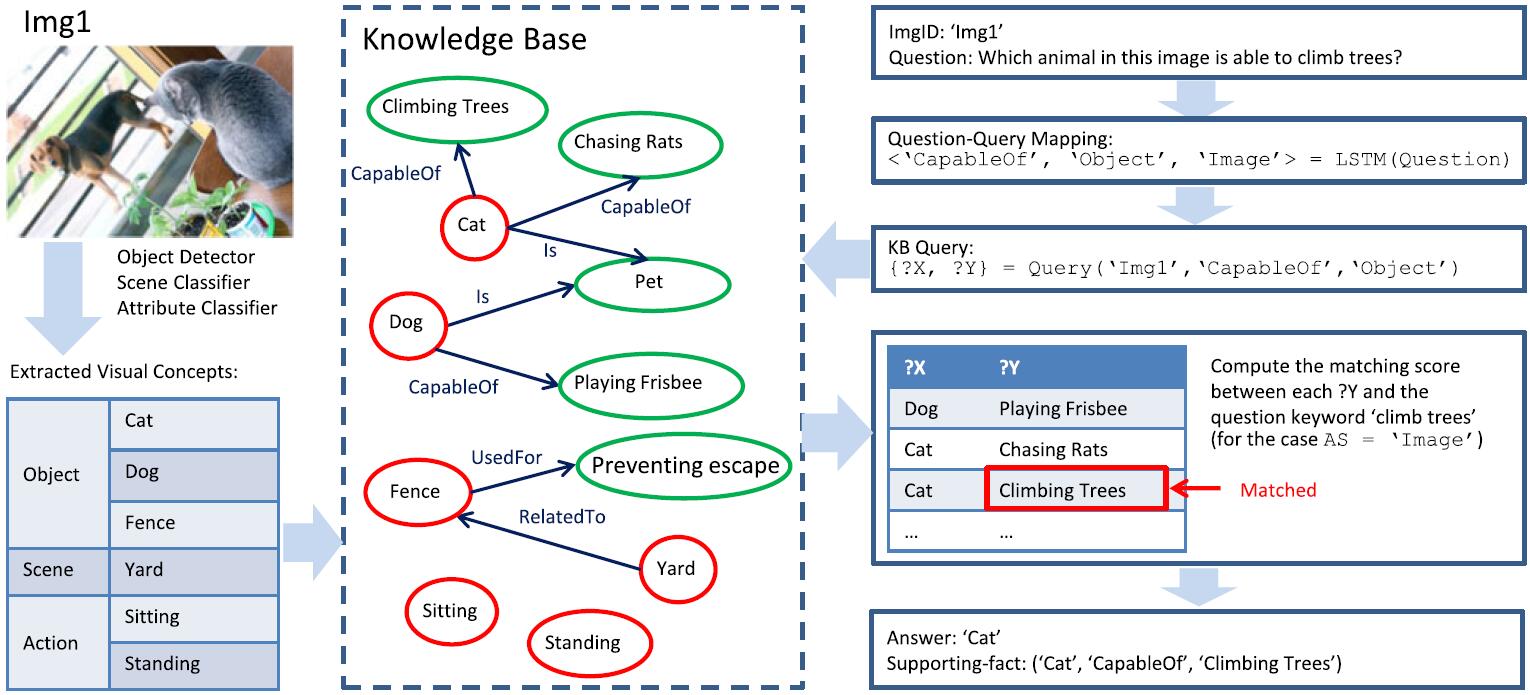 Img1
Object Detector
Scene Classifier
Attribute Classifier
Extracted Visual Concepts:
Object
Cat
Dog
Fence
Scene
Yard
Action
Sitting
Standing
Knowledge Base
Climbing Trees
Chasing Rats
CapableOf
CapableOf
Cat
Is
Pet
Is
Dog
CapableOf
Playing Frisbee
UsedFor
Preventing escape
Fence
RelatedTo
Yard
Sitting
Standing
ImgID: ‘Img1’
Question: Which animal in this image is able to climb trees?
Question-Query Mapping:
<‘CapableOf’, ‘Object’, ‘Image’> = LSTM(Question)
KB Query:
{?X, ?Y} = Query(‘Img1’,‘CapableOf’,‘Object’)
?X ?Y
Dog Playing Frisbee
Cat Chasing Rats
Cat Climbing Trees
... ...
Compute the matching score
between each ?Y and the
question keyword ‘climb trees’
(for the case AS = ‘Image’)
Matched
Answer: ‘Cat’
Supporting-fact: (‘Cat’, ‘CapableOf’, ‘Climbing Trees’)